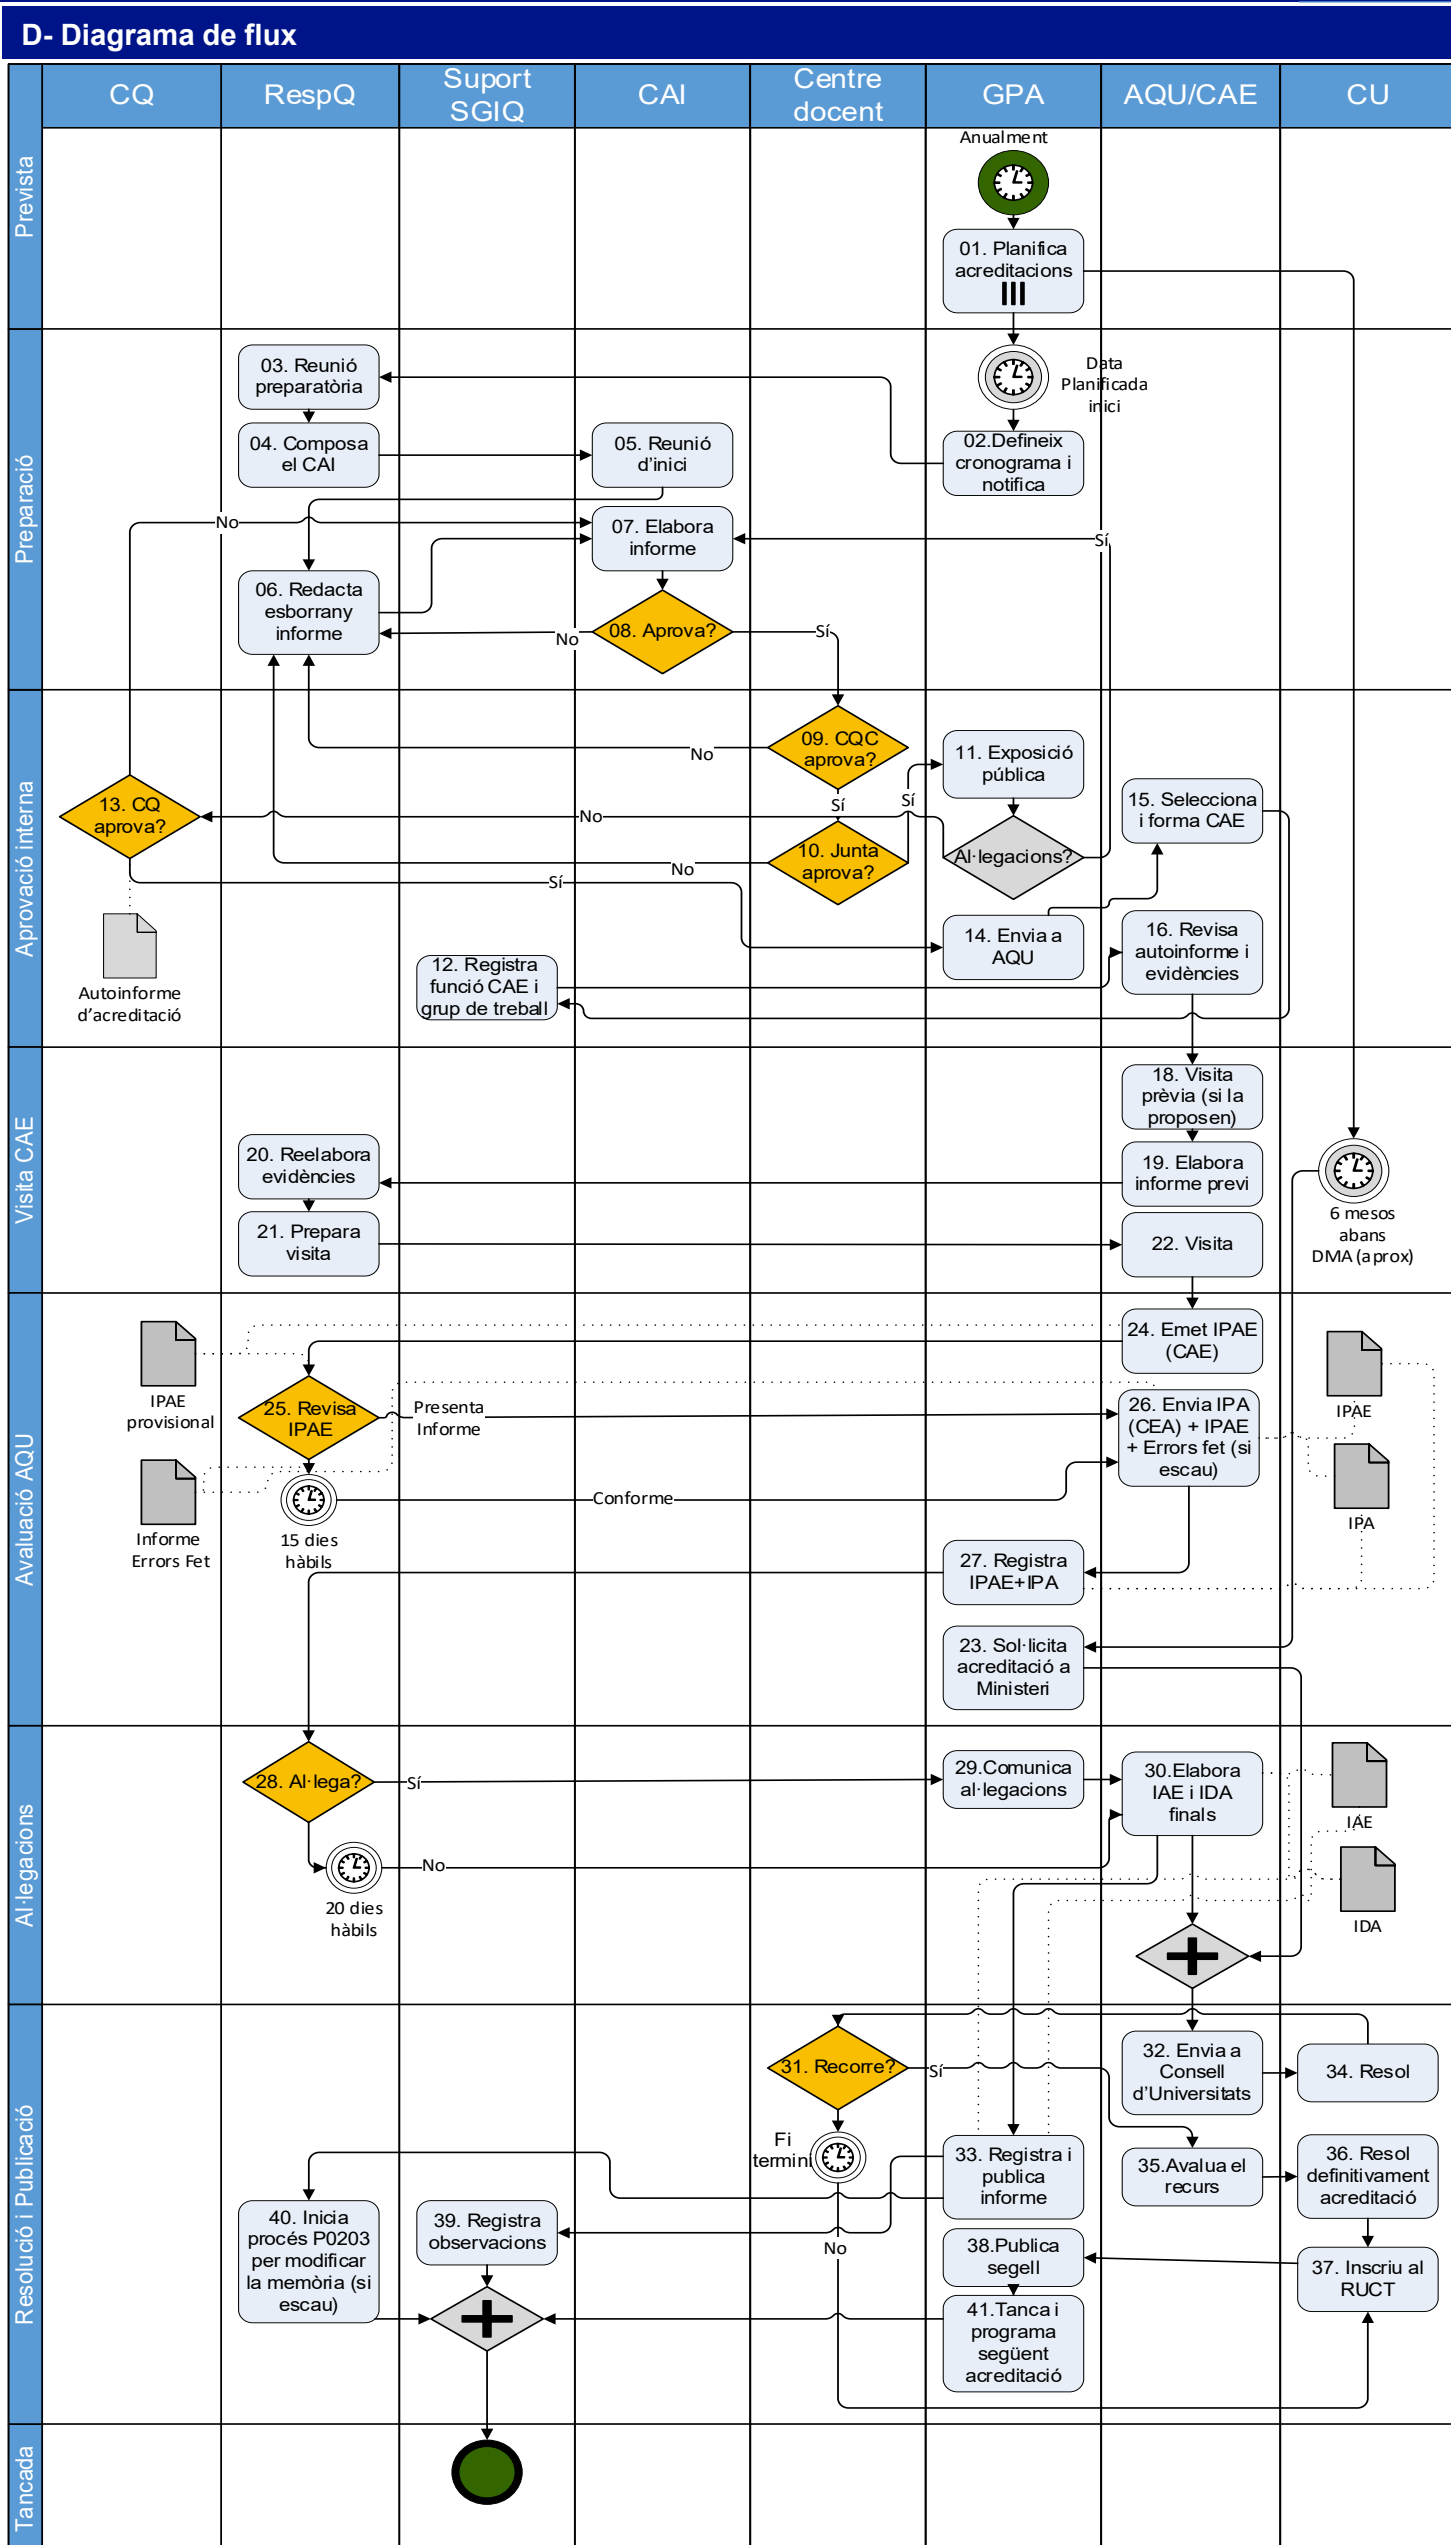 D- Diagrama de flux
CQ
RespQ
Suport
SGIQ
CAI
Centre
docent
GPA
AQU/CAE
CU
Prevista
Anualment
01. Planifica
acreditacions
Preparació
03. Reunió
preparatòria
Data
Planificada
inici
04. Composa
el CAI
05. Reunió
d'inici
02.Defineix
cronograma i
notifica
No
07. Elabora
informe
Sí
06. Redacta
esborrany
informe
No
08. Aprova?
Sí
Aprovació interna
09. CQC
aprova?
No
11. Exposició
pública
13. CQ
aprova?
No
Sí
Sí
15. Selecciona
i forma CAE
10. Junta
aprova?
No
Al·legacions?
Sí
Autoinforme
d'acreditació
12. Registra
funció CAE i
grup de treball
14. Envia a
AQU
16. Revisa
autoinforme i
evidències
Visita CAE
18. Visita
prèvia (si la
proposen)
20. Reelabora
evidències
19. Elabora
informe previ
6 mesos
abans
DMA (aprox)
21. Prepara
visita
22. Visita
Avaluació AQU
IPAE
provisional
24. Emet IPAE
(CAE)
IPAE
25. Revisa
IPAE
Presenta
Informe
26. Envia IPA
(CEA) + IPAE
+ Errors fet (si
escau)
Informe
Errors Fet
15 dies
hàbils
Conforme
IPA
27. Registra
IPAE+IPA
23. Sol·licita
acreditació a
Ministeri
Al·legacions
28. Al·lega?
Sí
29.Comunica
al·legacions
30.Elabora
IAE i IDA
finals
IAE
20 dies
hàbils
No
IDA
Resolució i Publicació
31. Recorre?
Sí
32. Envia a
Consell
d'Universitats
34. Resol
Fi
termini
33. Registra i
publica
informe
35.Avalua el
recurs
36. Resol
definitivament
acreditació
40. Inicia
procés P0203
per modificar
la memòria (si
escau)
39. Registra
observacions
No
38.Publica
segell
37. Inscriu al
RUCT
41.Tanca i
programa
següent
acreditació
Tancada